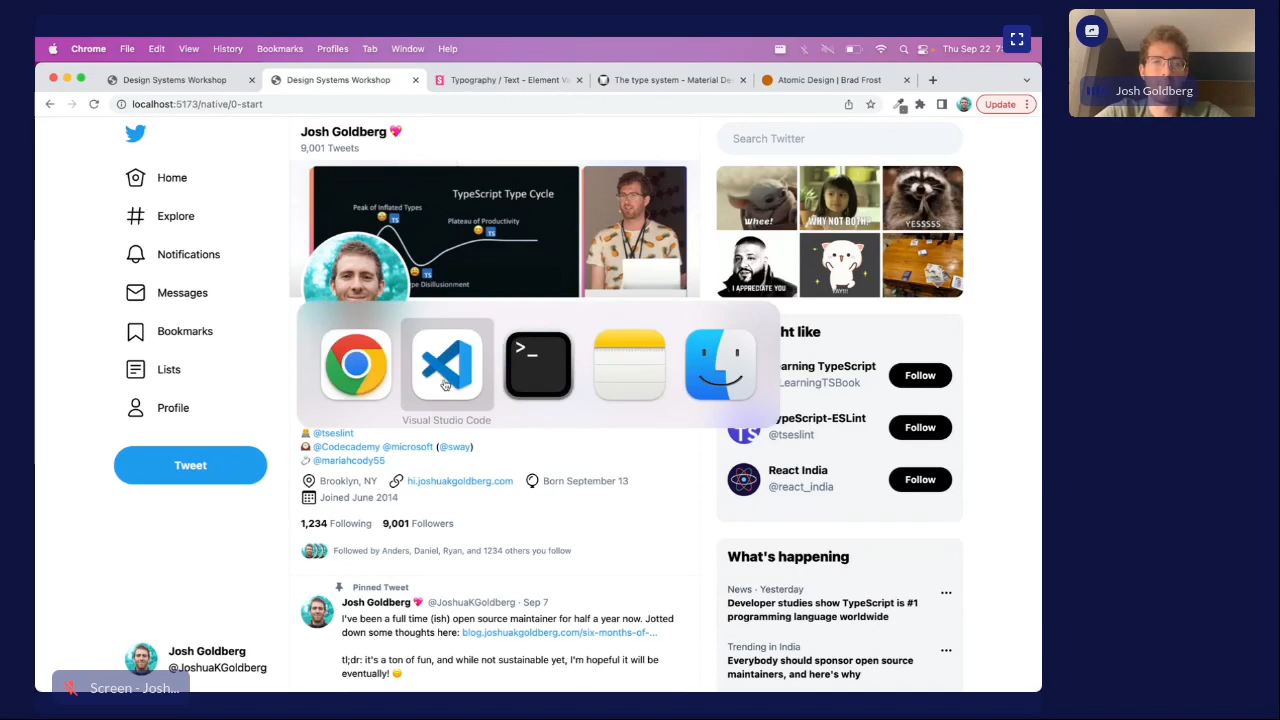 Chrome File Edit View History Bookmarks Profiles Tab Window Help
Thu Sep 22
Design Systems Workshop
Design Systems Workshop
Typography / Text - Element
The type system - Material De
Atomic Design | Brad Frost
localhost:5173/native/0-start
Update
Josh Goldberg
Josh Goldberg
9,001 Tweets
Search Twitter
Home
Explore
Notifications
Messages
Bookmarks
Lists
Profile
Tweet
TypeScript Type Cycle
Peak of Inflated Types
TS
Plateau of Productivity
TS
TS
Disillusionment
Whee!
WHY NOT BOTH?
YESSSS
I APPRECIATE YOU
YAY!!
>_
Visual Studio Code
ht like
arning TypeScript
LearningTSBook
Follow
ypeScript-ESLint
@tseslint
Follow
React India
@react_india
Follow
@tseslint
@Codecademy @microsoft (@sway)
@mariahcody55
Brooklyn, NY hi.joshuakgoldberg.com Born September 13
Joined June 2014
1,234 Following 9,001 Followers
Followed by Anders, Daniel, Ryan, and 1234 others you follow
Pinned Tweet
Josh Goldberg @JoshuaKGoldberg · Sep 7
I've been a full time (ish) open source maintainer for half a year now. Jotted
down some thoughts here: blog.joshuakgoldberg.com/six-months-of-...
tl;dr: it's a ton of fun, and while not sustainable yet, I'm hopeful it will be
eventually!
What's happening
News · Yesterday
Developer studies show TypeScript is #1
programming language worldwide
Trending in India
Everybody should sponsor open source
maintainers, and here's why
Josh Goldberg
@JoshuaKGoldberg
Screen - Josh...